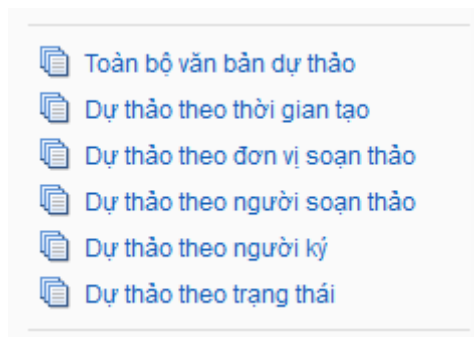 Toàn bộ văn bản dự thảo
Dự thảo theo thời gian tạo
Dự thảo theo đơn vị soạn thảo
Dự thảo theo người soạn thảo
Dự thảo theo người ký
Dự thảo theo trạng thái